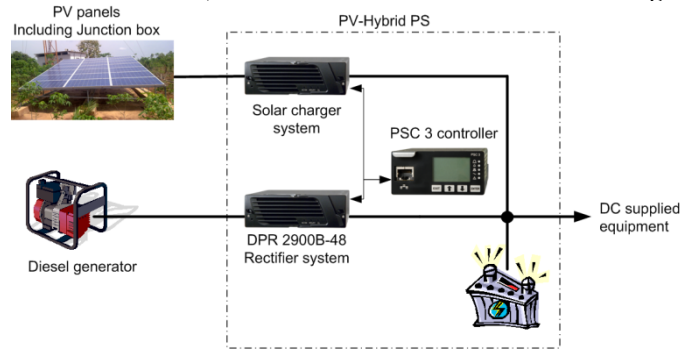 PV panels
Including Junction box
PV-Hybrid PS
Solar charger
system
PSC 3 controller
DPR 2900B-48
Rectifier system
Diesel generator
DC supplied
equipment